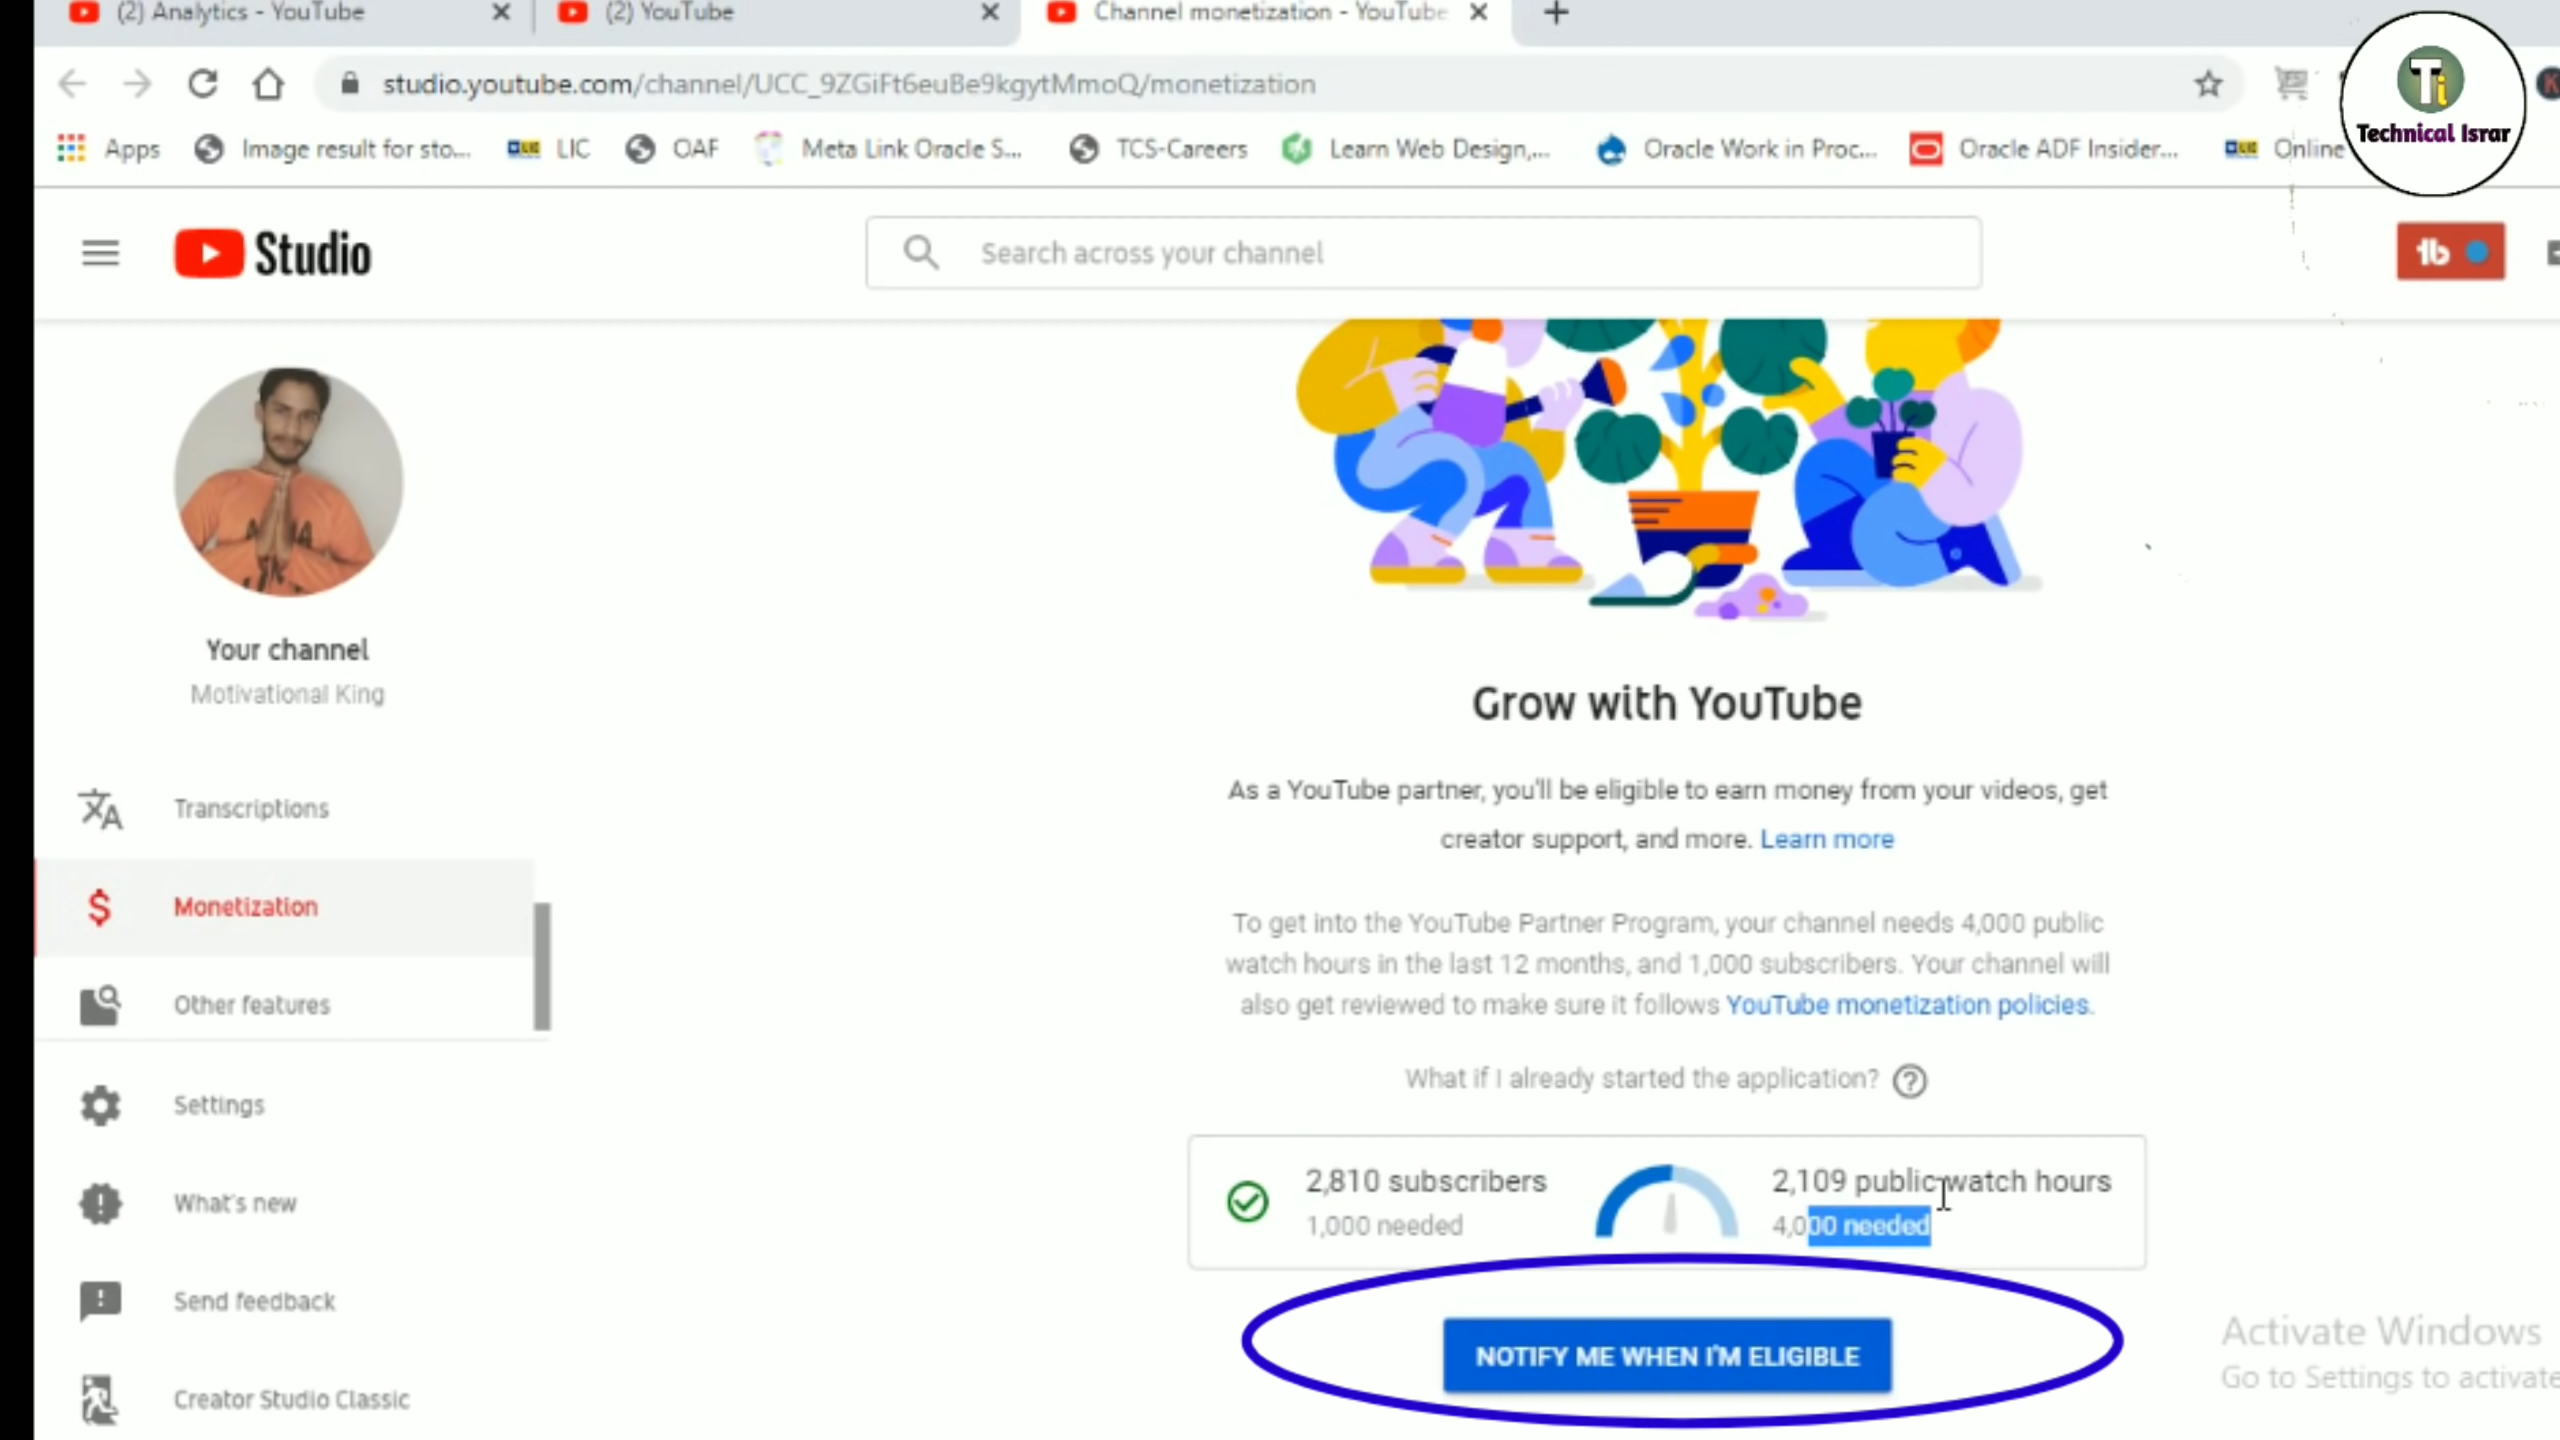 (2) Analytics - YouTube
(2) YouTube
Channel monetization - YouTube
studio.youtube.com/channel/UCC_9ZGiFt6euBe9kgytMmoQ/monetization
Apps
Image result for sto...
LIC
OAF
Meta Link Oracle S...
TCS-Careers
Learn Web Design,...
Oracle Work in Proc...
Oracle ADF Insider...
Online
Ti
Technical Israr
Studio
Search across your channel
tb
Your channel
Motivational King
Transcriptions
Monetization
Other features
Settings
What's new
Send feedback
Creator Studio Classic
Grow with YouTube
As a YouTube partner, you'll be eligible to earn money from your videos, get
creator support, and more. Learn more
To get into the YouTube Partner Program, your channel needs 4,000 public
watch hours in the last 12 months, and 1,000 subscribers. Your channel will
also get reviewed to make sure it follows YouTube monetization policies.
What if I already started the application?
2,810 subscribers
1,000 needed
2,109 public watch hours
4,000 needed
NOTIFY ME WHEN I'M ELIGIBLE
Activate Windows
Go to Settings to activate